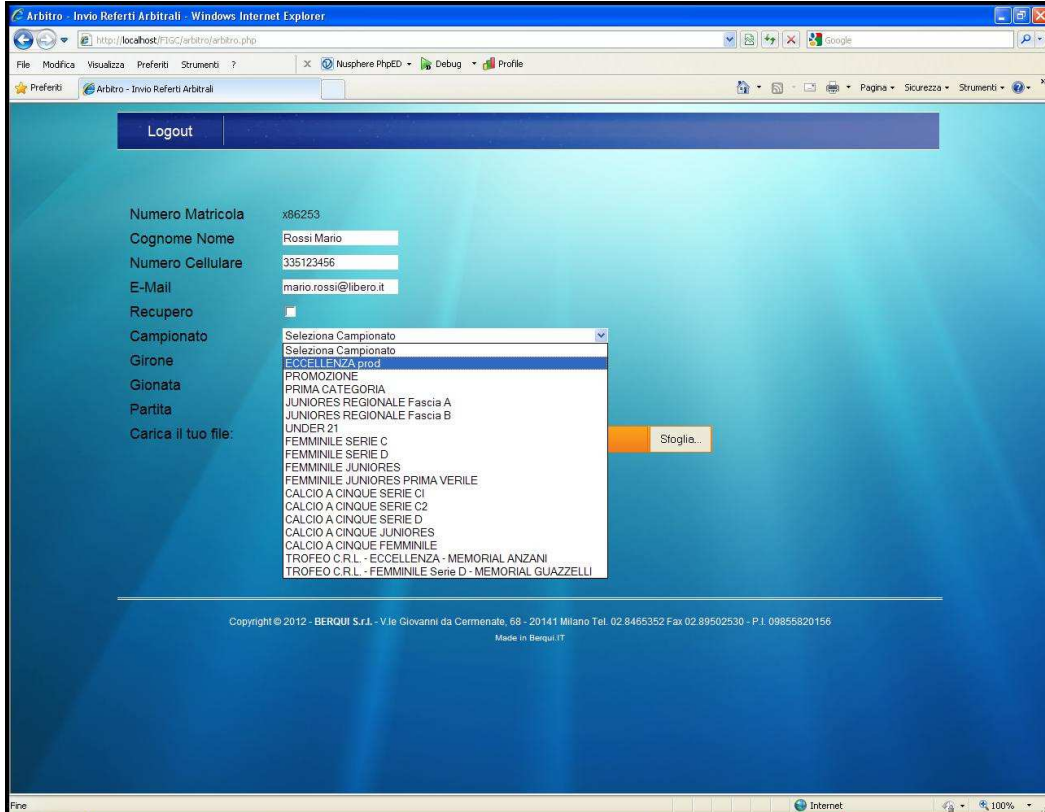 Arbitro - Invio Referti Arbitrali - Windows Internet Explorer
http://localhost/FIGC/arbitro/arbitro.php
Google
File Modifica Visualizza Preferiti Strumenti ?
Nusphere PhpED Debug Profile
Preferiti Arbitro - Invio Referti Arbitrali Pagina Sicurezza Strumenti
Logout
Numero Matricola x86253
Cognome Nome Rossi Mario
Numero Cellulare 335123456
E-Mail mario.rossi@libero.it
Recupero
Campionato Seleziona Campionato
Girone
Gionata
Partita
Carica il tuo file: Sfoglia...
Seleziona Campionato
ECCELLENZA prod
PROMOZIONE
PRIMA CATEGORIA
JUNIORES REGIONALE Fascia A
JUNIORES REGIONALE Fascia B
UNDER 21
FEMMINILE SERIE C
FEMMINILE SERIE D
FEMMINILE JUNIORES
FEMMINILE JUNIORES PRIMA VERILE
CALCIO A CINQUE SERIE CI
CALCIO A CINQUE SERIE C2
CALCIO A CINQUE SERIE D
CALCIO A CINQUE JUNIORES
CALCIO A CINQUE FEMMINILE
TROFEO C.R.L. - ECCELLENZA - MEMORIAL ANZANI
TROFEO C.R.L. - FEMMINILE Serie D - MEMORIAL GUAZZELLI
Copyright © 2012 - BERQUI S.r.l. - V.le Giovanni da Cermenate, 68 - 20141 Milano Tel. 02.8465352 Fax 02.89502530 - P.I. 09855820156
Made in Berqui.IT
Fine Internet 100%